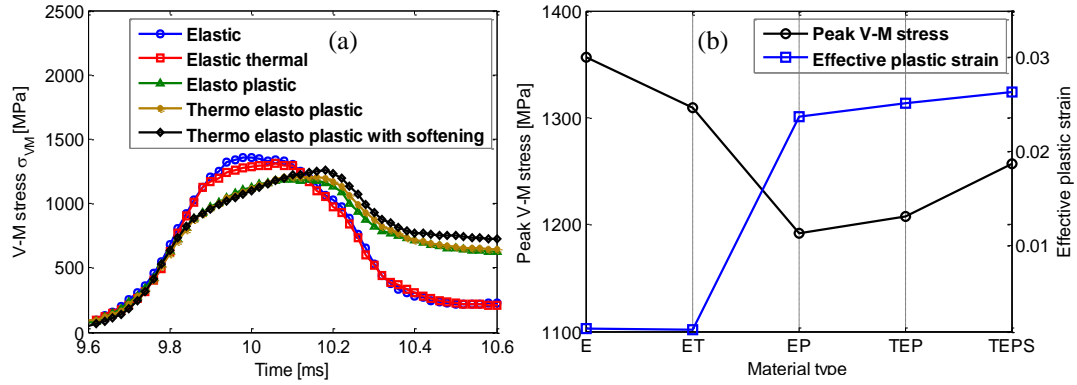 (a)
Elastic
Elastic thermal
Elasto plastic
Thermo elasto plastic
Thermo elasto plastic with softening
V-M stress σVM [MPa]
2500
2000
1500
1000
500
0
9.6 9.8 10 10.2 10.4 10.6
Time [ms]
(b)
Peak V-M stress
Effective plastic strain
Peak V-M stress [MPa]
1400
1300
1200
1100
E ET EP TEP TEPS
Material type
0.03
0.02
0.01
Effective plastic strain